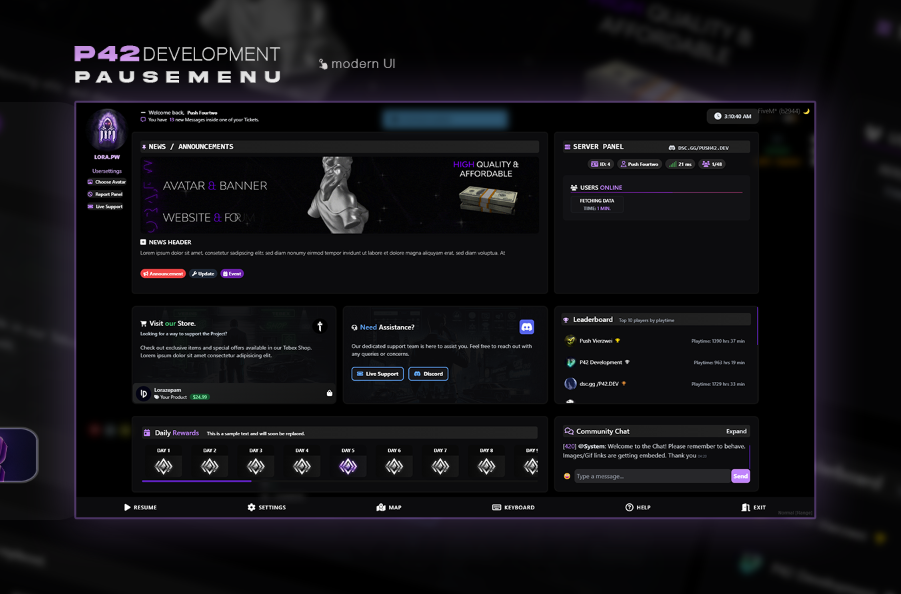 P42 DEVELOPMENT
PAUSEMENU
modern UI
LORA.PW
Usersettings
Choose Avatar
Report Panel
Live Support
Welcome back, Push Fourtwo
You have 13 new Messages inside one of your Tickets.
3:10:40 AM
FiveM* (b2944)
NEWS / ANNOUNCEMENTS
AVATAR & BANNER
WEBSITE & FORUM
HIGH QUALITY &
AFFORDABLE
NEWS HEADER
Lorem ipsum dolor sit amet, consetetur sadipscing elitr, sed diam nonumy eirmod tempor invidunt ut labore et dolore magna aliquyam erat, sed diam voluptua. At
Announcement
Update
Event
SERVER PANEL
DSC.GG/PUSH42.DEV
ID: 4
Push Fourtwo
21 ms
1/48
USERS ONLINE
FETCHING DATA
1 MIN.
Visit our Store.
Looking for a way to support the Project?
Check out exclusive items and special offers available in our Tebex Shop.
Lorem ipsum dolor sit amet consectetur adipisicing elit.
Lorazepam
Your Product $24.99
Need Assistance?
Our dedicated support team is here to assist you. Feel free to reach out with
any queries or concerns.
Live Support
Discord
Leaderboard Top 10 players by playtime
Push Vierzwei Playtime: 1390 hrs 37 min
P42 Development Playtime: 963 hrs 19 min
dsc.gg /P42.DEV Playtime: 1729 hrs 53 min
Daily Rewards This is a sample text and will soon be replaced.
DAY 1
DAY 2
DAY 3
DAY 4
DAY 5
DAY 6
DAY 7
DAY 8
DAY 9
Community Chat
Expand
[420] @System: Welcome to the Chat! Please remember to behave.
Images/Gif links are getting embeded. Thank you
Type a message...
Send
RESUME
SETTINGS
MAP
KEYBOARD
HELP
EXIT